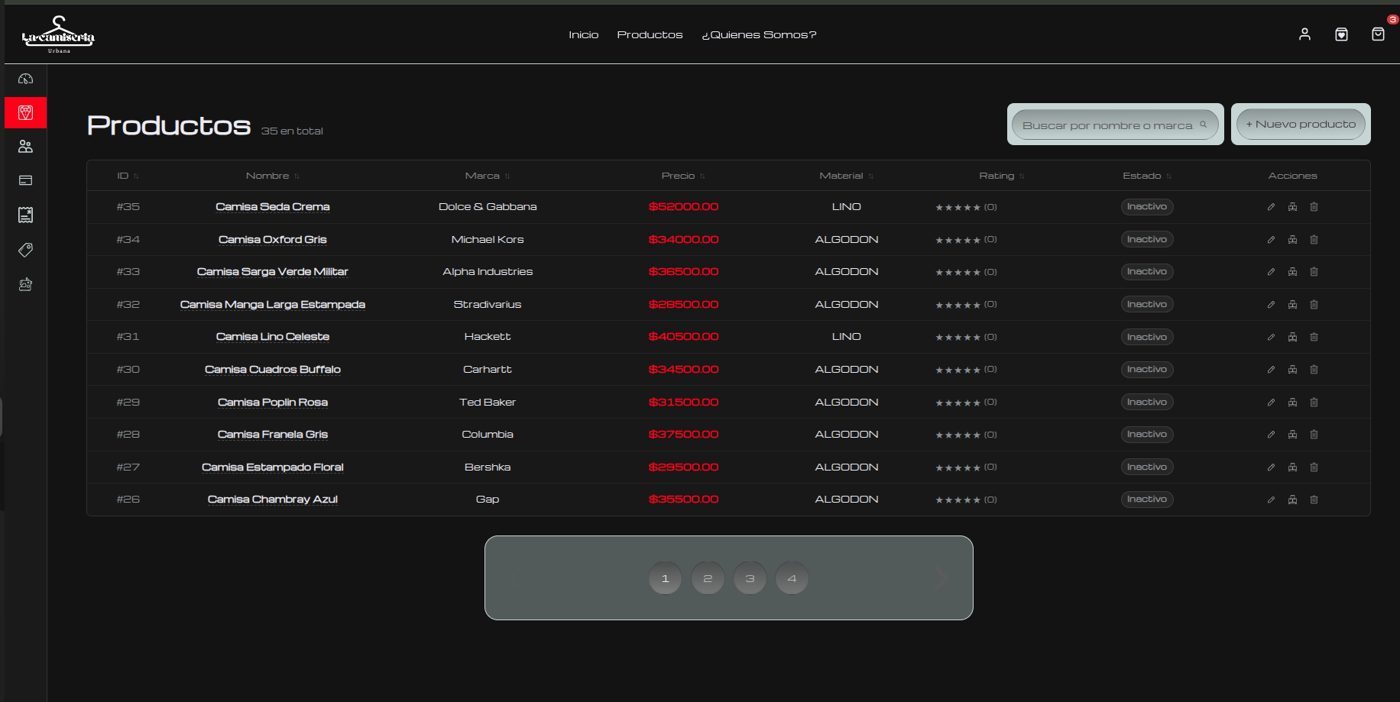 La camiseria
Urbana
Inicio Productos ¿Quienes Somos?
3
Productos 35 en total
Buscar por nombre o marca
+ Nuevo producto
ID Nombre Marca Precio Material Rating Estado Acciones
#35 Camisa Seda Crema Dolce & Gabbana $52000.00 LINO ★★★★★ (0) Inactivo
#34 Camisa Oxford Gris Michael Kors $34000.00 ALGODON ★★★★★ (0) Inactivo
#33 Camisa Sarga Verde Militar Alpha Industries $36500.00 ALGODON ★★★★★ (0) Inactivo
#32 Camisa Manga Larga Estampada Stradivarius $28500.00 ALGODON ★★★★★ (0) Inactivo
#31 Camisa Lino Celeste Hackett $40500.00 LINO ★★★★★ (0) Inactivo
#30 Camisa Cuadros Buffalo Carhartt $34500.00 ALGODON ★★★★★ (0) Inactivo
#29 Camisa Poplin Rosa Ted Baker $31500.00 ALGODON ★★★★★ (0) Inactivo
#28 Camisa Franela Gris Columbia $37500.00 ALGODON ★★★★★ (0) Inactivo
#27 Camisa Estampado Floral Bershka $29500.00 ALGODON ★★★★★ (0) Inactivo
#26 Camisa Chambray Azul Gap $35500.00 ALGODON ★★★★★ (0) Inactivo
1 2 3 4